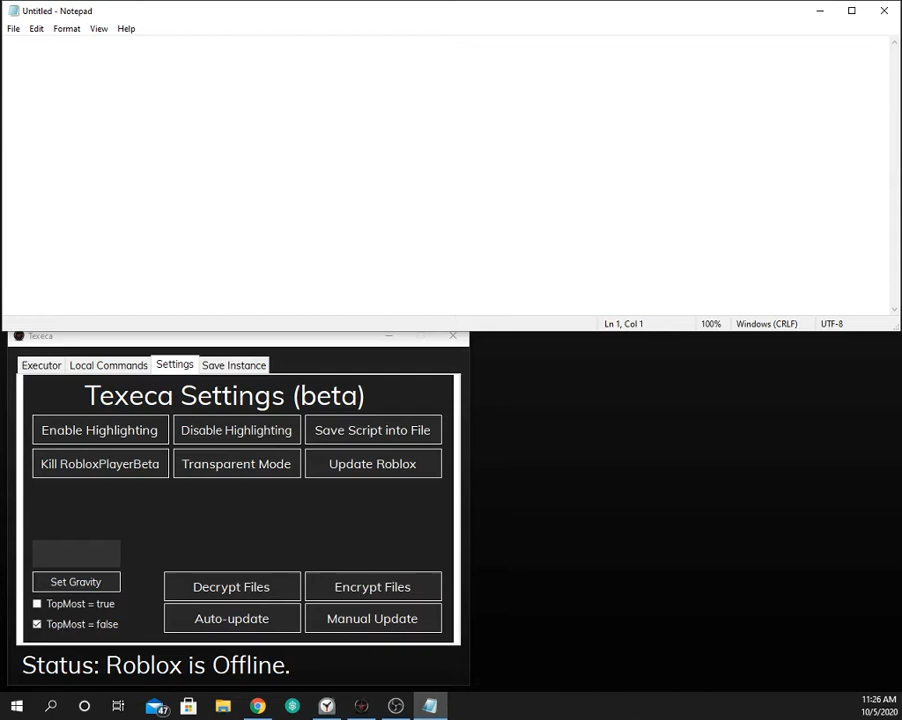 Untitled - Notepad
File Edit Format View Help
Ln 1, Col 1 100% Windows (CRLF) UTF-8
Texeca
Executor Local Commands Settings Save Instance
Texeca Settings (beta)
Enable Highlighting Disable Highlighting Save Script into File
Kill RobloxPlayerBeta Transparent Mode Update Roblox
Set Gravity Decrypt Files Encrypt Files
TopMost = true
TopMost = false Auto-update Manual Update
Status: Roblox is Offline.
47
11:26 AM
10/5/2020